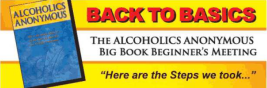 ALCOHOLICS
ANONYMOUS
BACK TO BASICS
THE ALCOHOLICS ANONYMOUS
BIG BOOK BEGINNER'S MEETING
"Here are the Steps we took..."